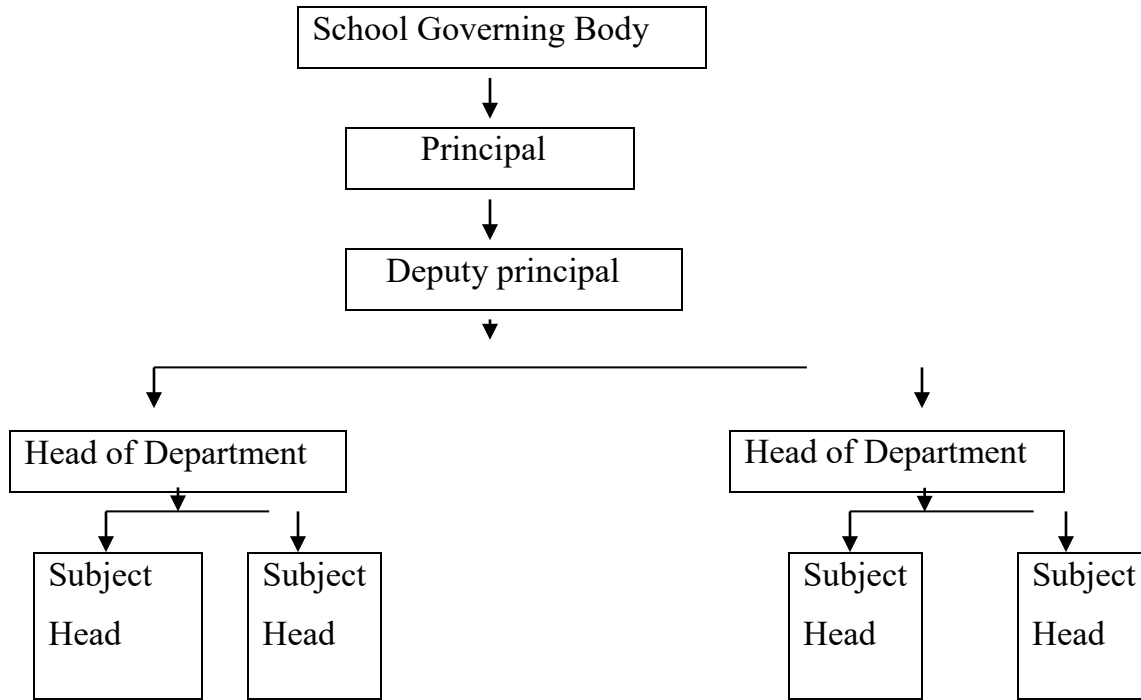 School Governing Body
Principal
Deputy principal
Head of Department
Head of Department
Subject
Head
Subject
Head
Subject
Head
Subject
Head